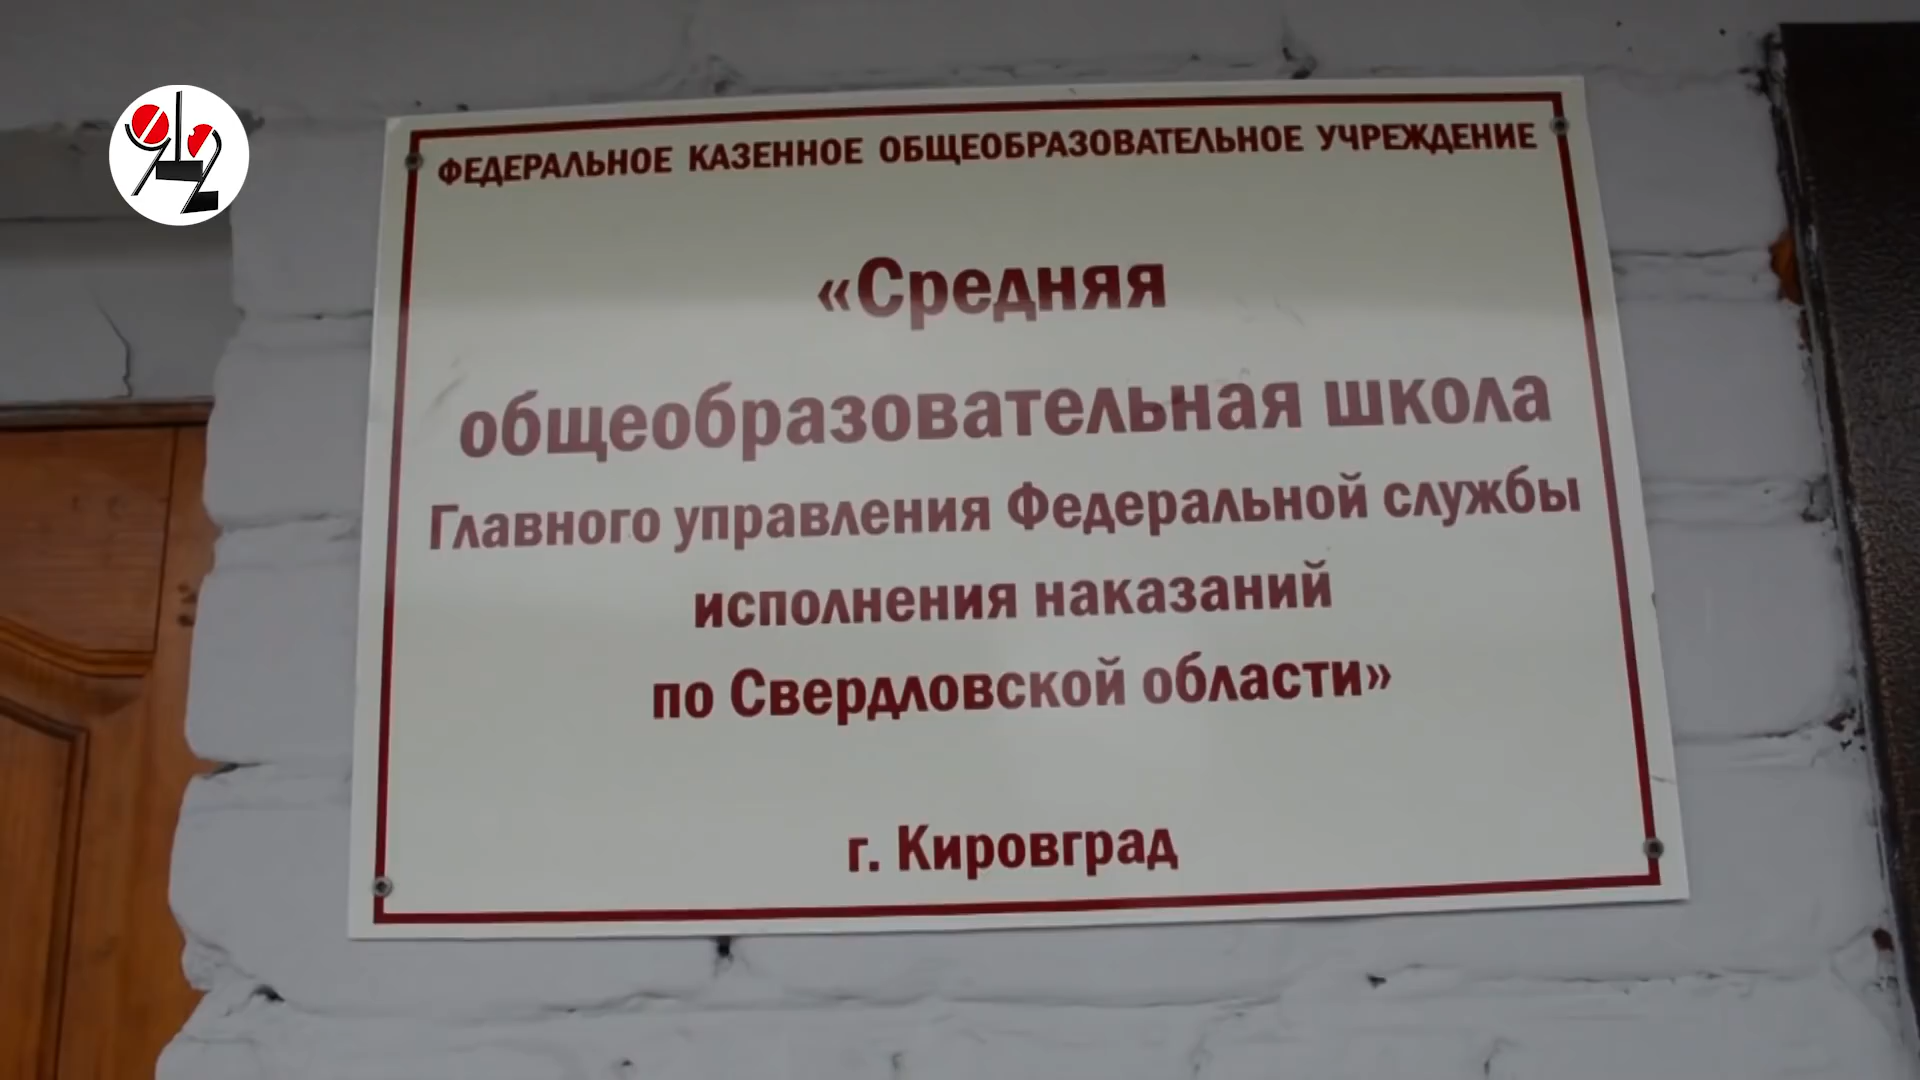 ФЕДЕРАЛЬНОЕ КАЗЕННОЕ ОБЩЕОБРАЗОВАТЕЛЬНОЕ УЧРЕЖДЕНИЕ
«Средняя
общеобразовательная школа
Главного управления Федеральной службы
исполнения наказаний
по Свердловской области»
г. Кировград